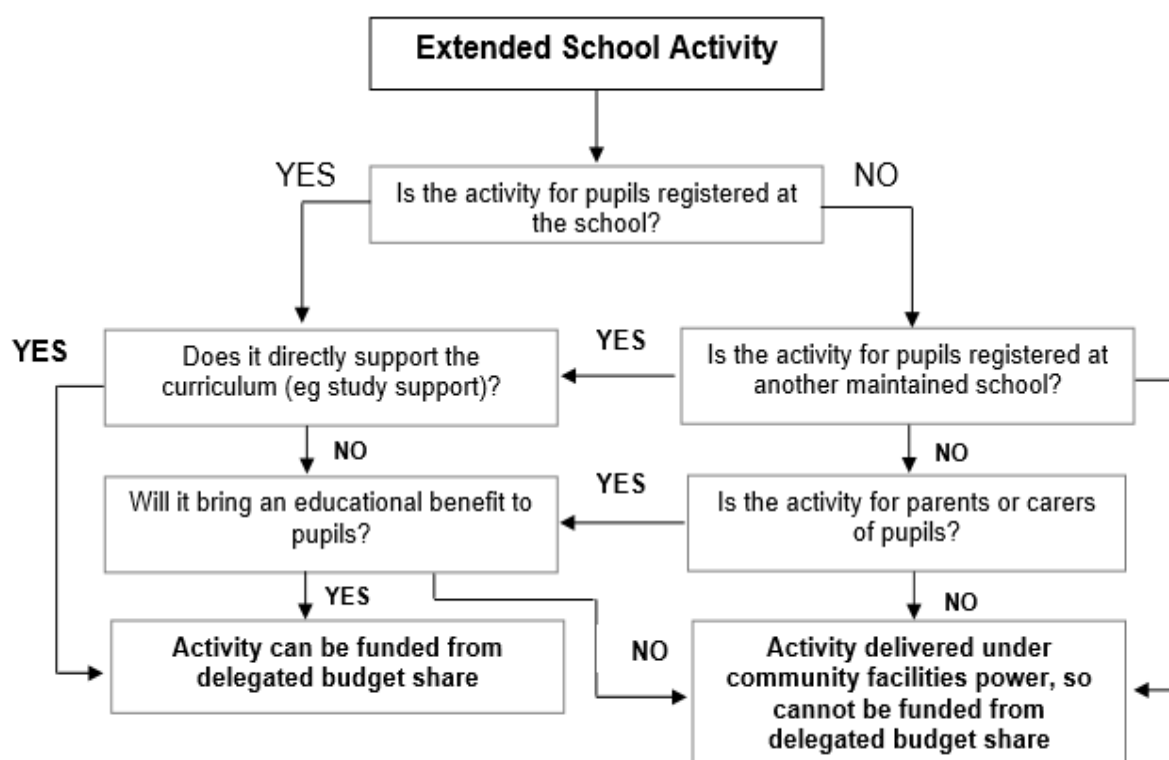 Extended School Activity
YES
NO
Is the activity for pupils registered at
the school?
YES
Does it directly support the
curriculum (eg study support)?
YES
Is the activity for pupils registered at
another maintained school?
NO
NO
Will it bring an educational benefit to
pupils?
YES
Is the activity for parents or carers
of pupils?
YES
NO
Activity can be funded from
delegated budget share
NO
Activity delivered under
community facilities power, so
cannot be funded from
delegated budget share